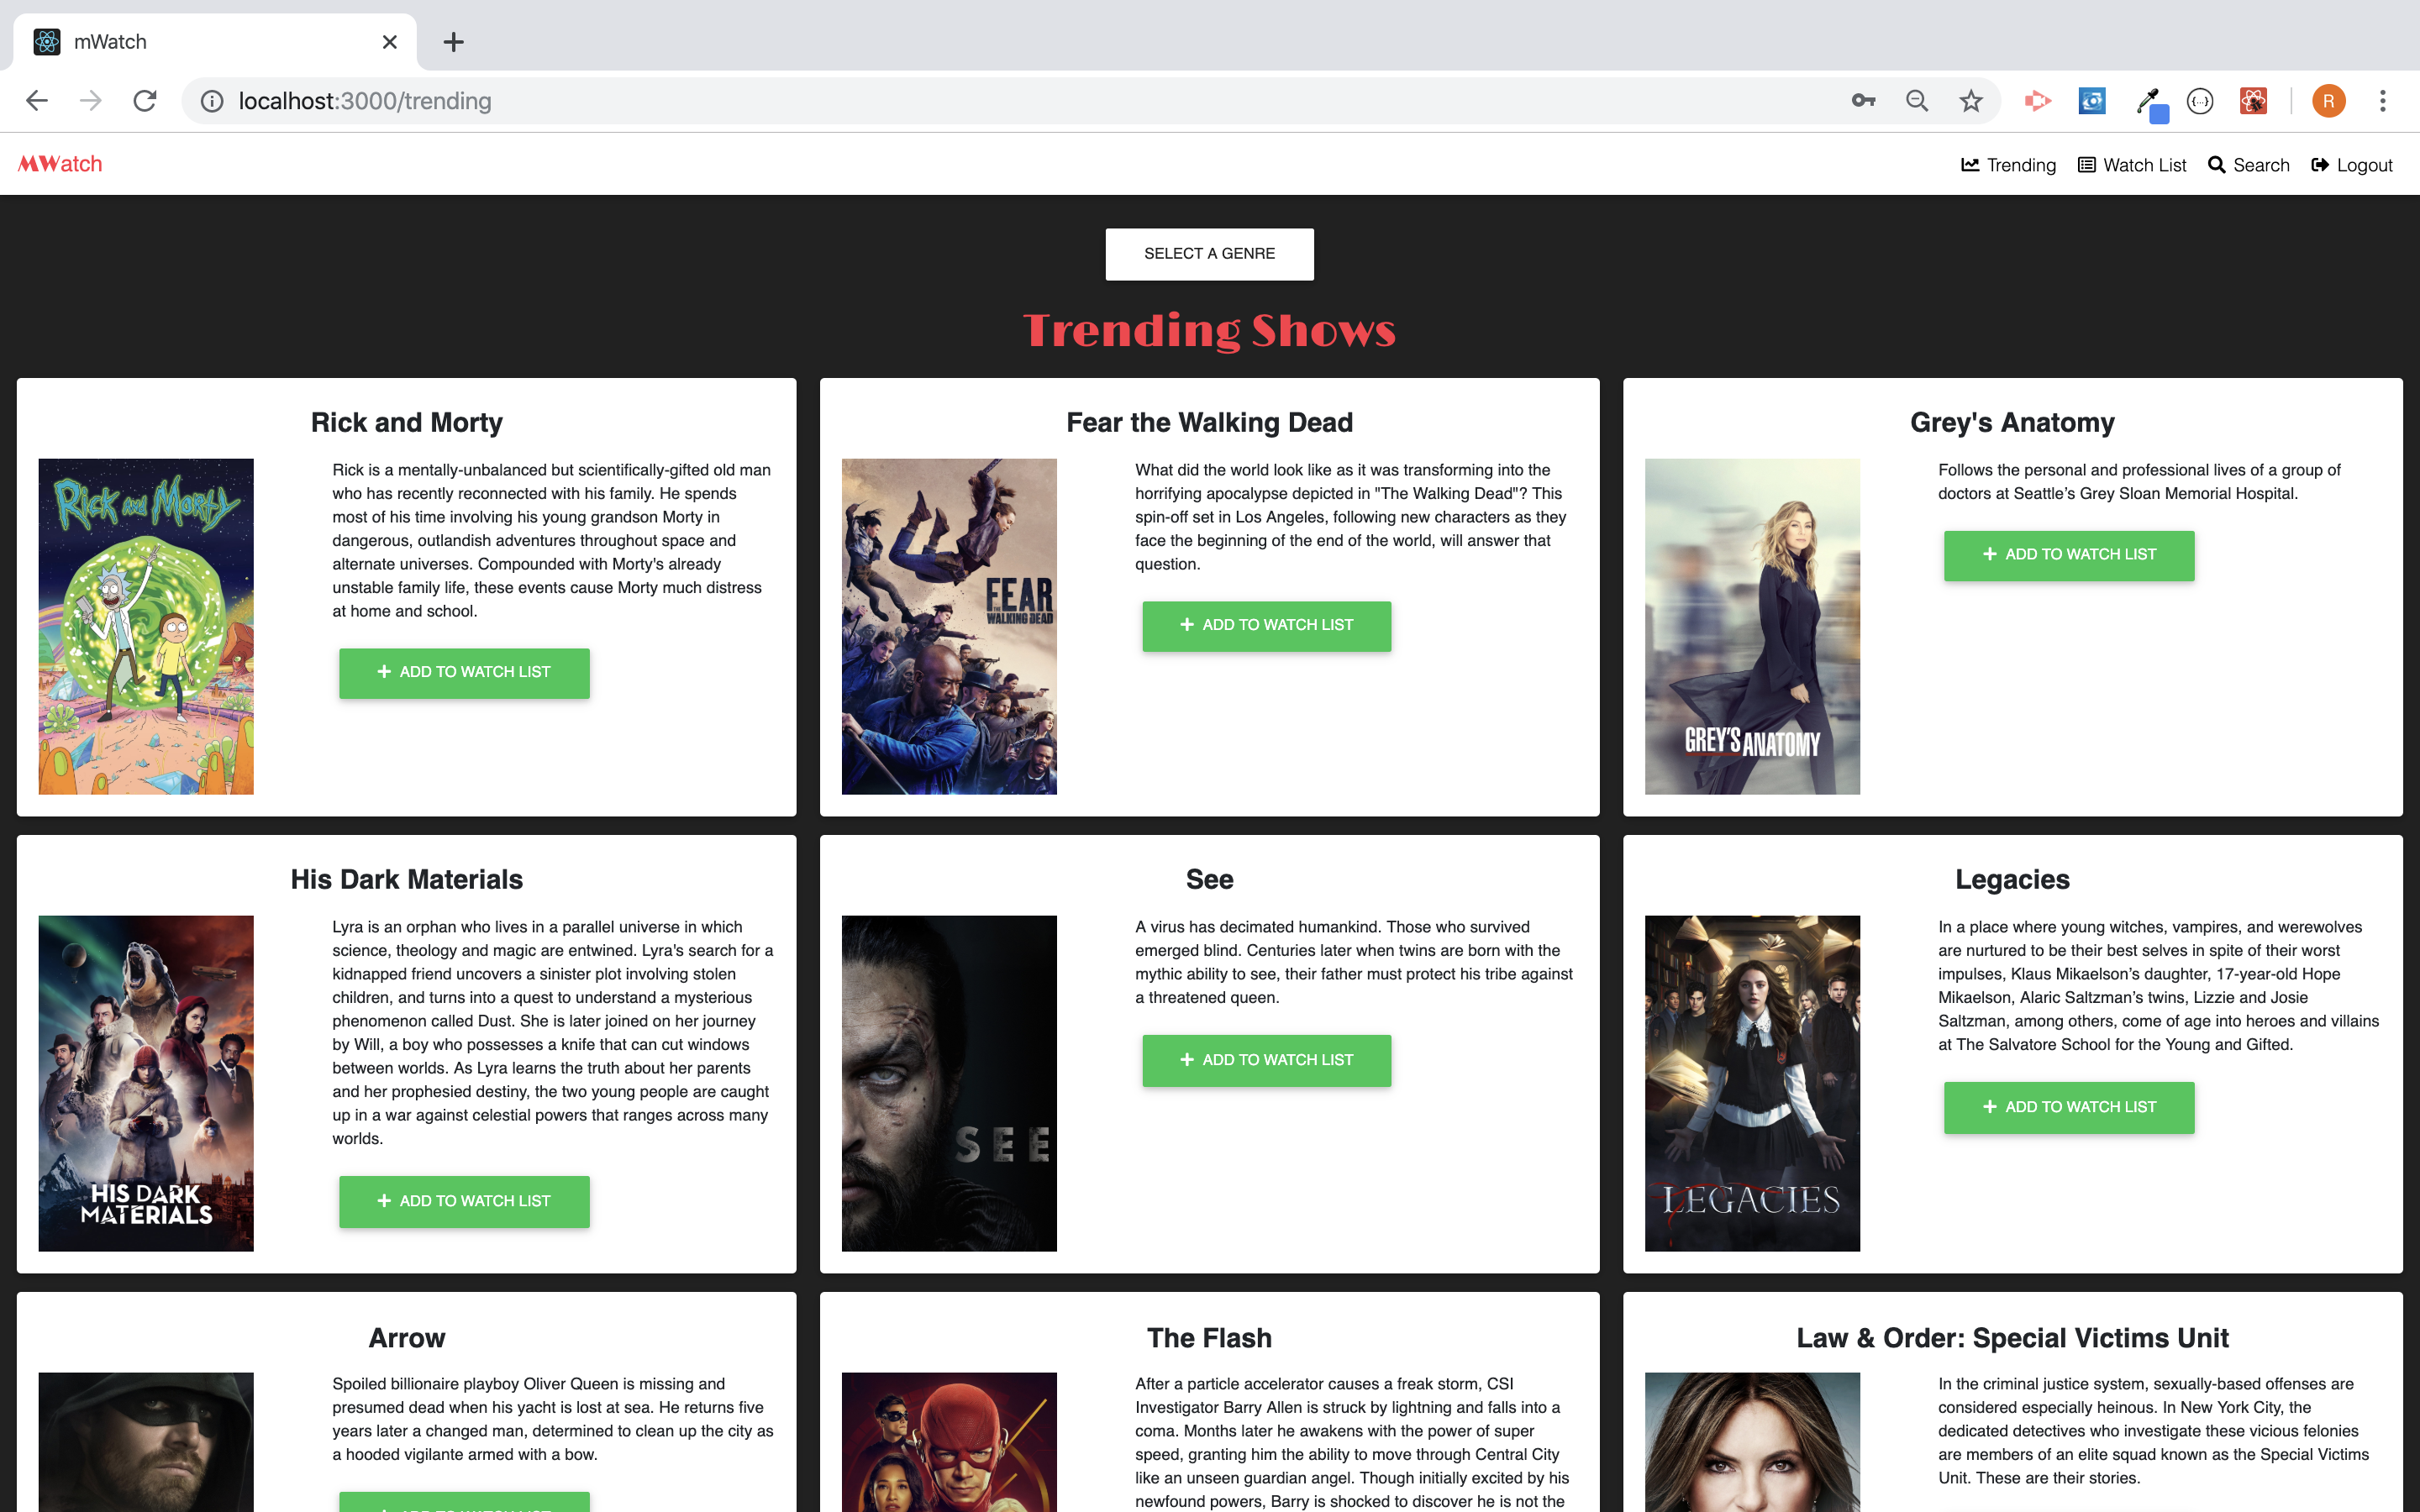 mWatch
localhost:3000/trending
R
MWatch
Trending
Watch List
Search
Logout
SELECT A GENRE
Trending Shows
Rick and Morty
RICK AND MORTY
Rick is a mentally-unbalanced but scientifically-gifted old man
who has recently reconnected with his family. He spends
most of his time involving his young grandson Morty in
dangerous, outlandish adventures throughout space and
alternate universes. Compounded with Morty's already
unstable family life, these events cause Morty much distress
at home and school.
ADD TO WATCH LIST
Fear the Walking Dead
FEAR
THE
WALKING DEAD
What did the world look like as it was transforming into the
horrifying apocalypse depicted in "The Walking Dead"? This
spin-off set in Los Angeles, following new characters as they
face the beginning of the end of the world, will answer that
question.
ADD TO WATCH LIST
Grey's Anatomy
GREY'S ANATOMY
Follows the personal and professional lives of a group of
doctors at Seattle’s Grey Sloan Memorial Hospital.
ADD TO WATCH LIST
His Dark Materials
HIS DARK
MATERIALS
Lyra is an orphan who lives in a parallel universe in which
science, theology and magic are entwined. Lyra's search for a
kidnapped friend uncovers a sinister plot involving stolen
children, and turns into a quest to understand a mysterious
phenomenon called Dust. She is later joined on her journey
by Will, a boy who possesses a knife that can cut windows
between worlds. As Lyra learns the truth about her parents
and her prophesied destiny, the two young people are caught
up in a war against celestial powers that ranges across many
worlds.
ADD TO WATCH LIST
See
SEE
A virus has decimated humankind. Those who survived
emerged blind. Centuries later when twins are born with the
mythic ability to see, their father must protect his tribe against
a threatened queen.
ADD TO WATCH LIST
Legacies
LEGACIES
In a place where young witches, vampires, and werewolves
are nurtured to be their best selves in spite of their worst
impulses, Klaus Mikaelson’s daughter, 17-year-old Hope
Mikaelson, Alaric Saltzman’s twins, Lizzie and Josie
Saltzman, among others, come of age into heroes and villains
at The Salvatore School for the Young and Gifted.
ADD TO WATCH LIST
Arrow
Spoiled billionaire playboy Oliver Queen is missing and
presumed dead when his yacht is lost at sea. He returns five
years later a changed man, determined to clean up the city as
a hooded vigilante armed with a bow.
The Flash
After a particle accelerator causes a freak storm, CSI
Investigator Barry Allen is struck by lightning and falls into a
coma. Months later he awakens with the power of super
speed, granting him the ability to move through Central City
like an unseen guardian angel. Though initially excited by his
newfound powers, Barry is shocked to discover he is not the
Law & Order: Special Victims Unit
In the criminal justice system, sexually-based offenses are
considered especially heinous. In New York City, the
dedicated detectives who investigate these vicious felonies
are members of an elite squad known as the Special Victims
Unit. These are their stories.